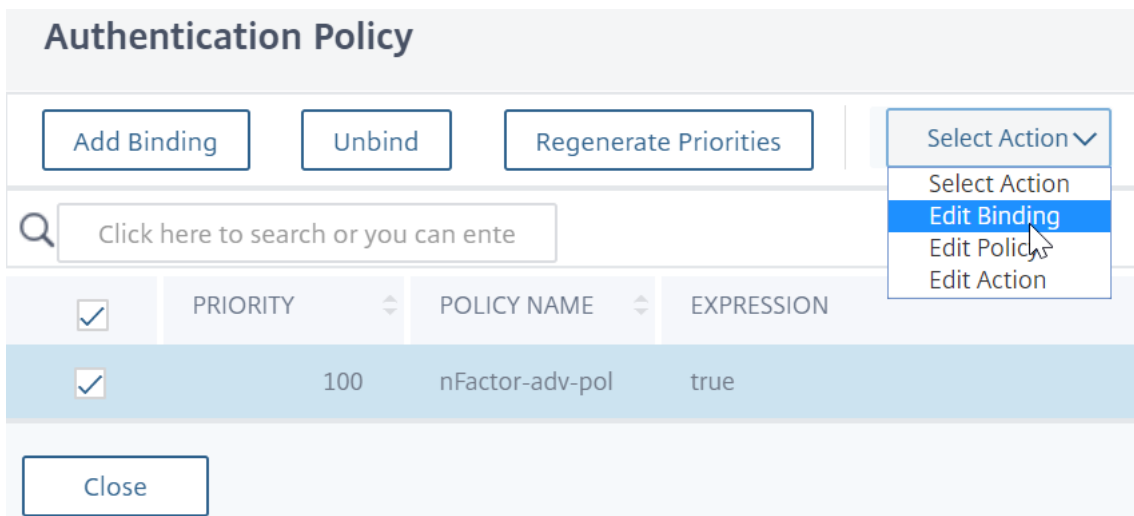 Authentication Policy
Add Binding
Unbind
Regenerate Priorities
Select Action
Select Action
Edit Binding
Edit Policy
Edit Action
Click here to search or you can ente
PRIORITY
POLICY NAME
EXPRESSION
100
nFactor-adv-pol
true
Close